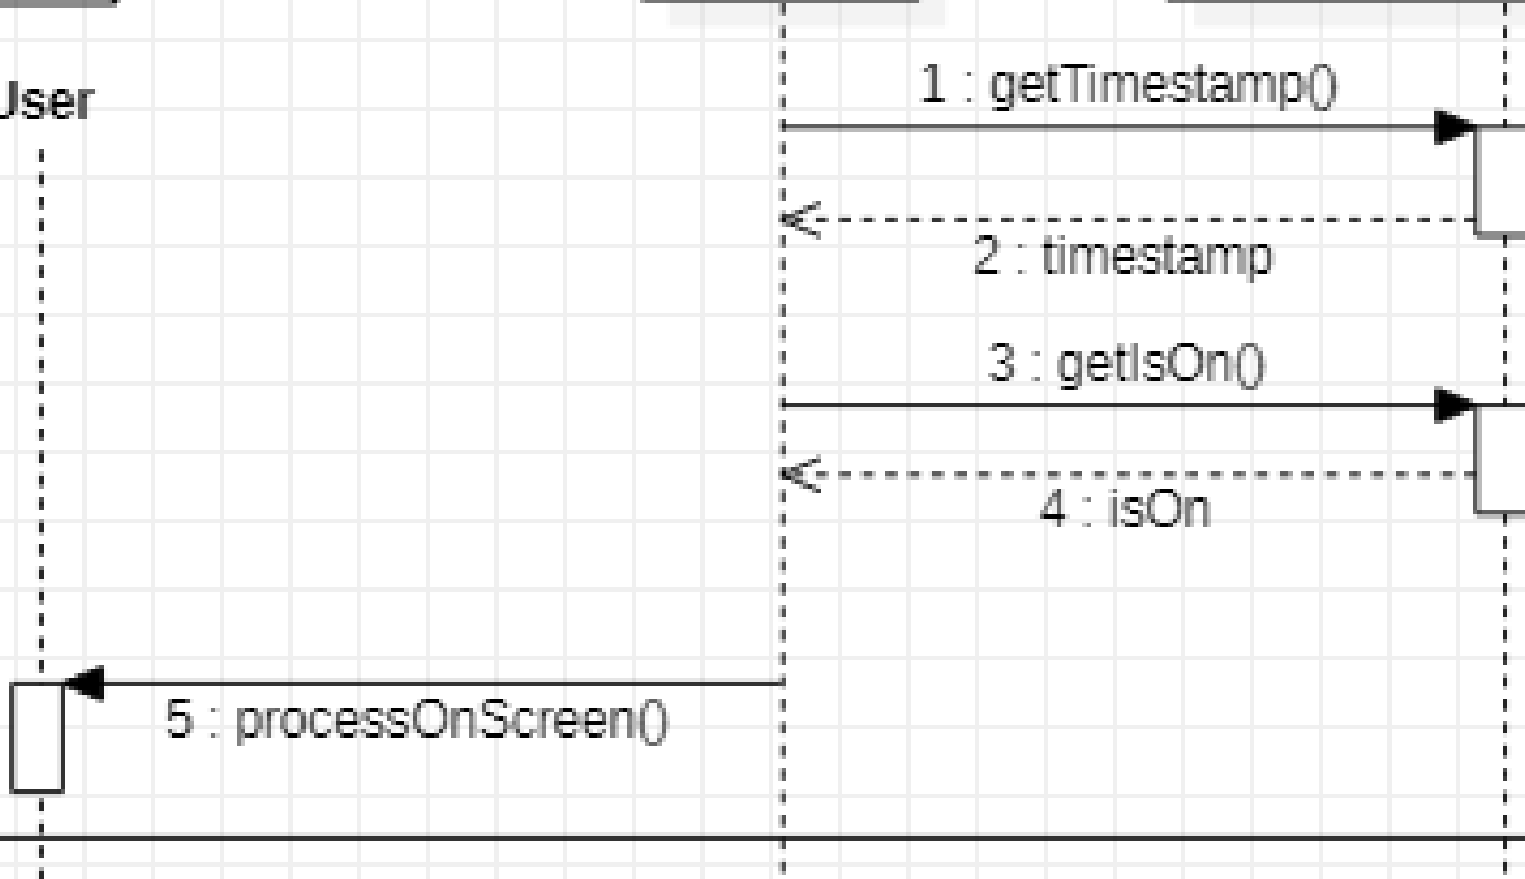 User
1 : getTimestamp()
2 : timestamp
3 : getIsOn()
4 : isOn
5 : processOnScreen()